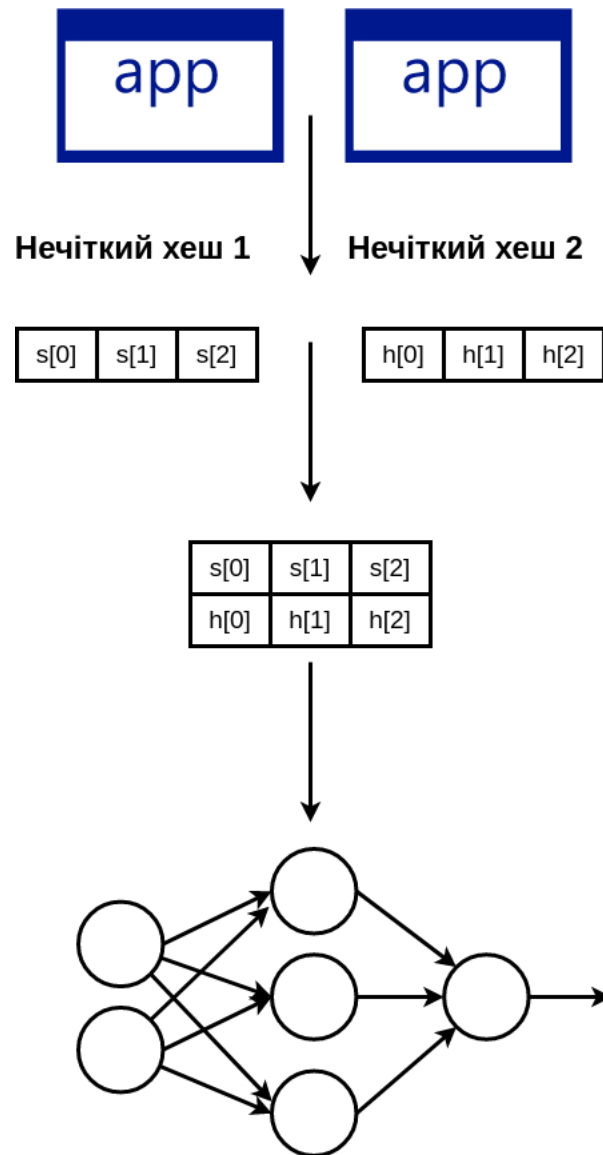 app app
Нечіткий хеш 1 Нечіткий хеш 2
s[0] s[1] s[2] h[0] h[1] h[2]
s[0] s[1] s[2]
h[0] h[1] h[2]